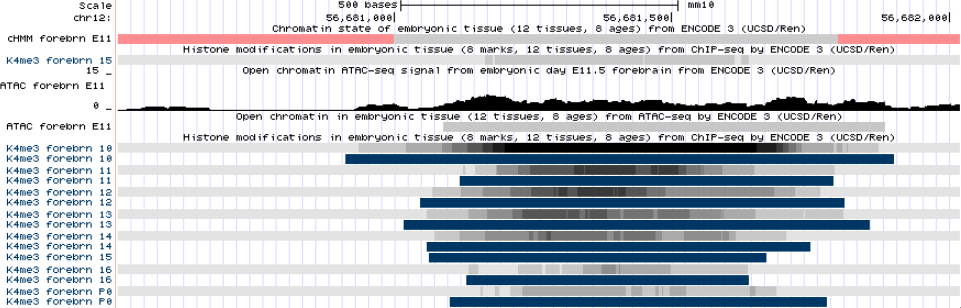 Scale 500 bases mm10
chr12: 56,681,000 56,681,500 56,682,000
Chromatin state of embryonic tissue (12 tissues, 8 ages) from ENCODE 3 (UCSD/Ren)
cHMM forebrn E11
Histone modifications in embryonic tissue (8 marks, 12 tissues, 8 ages) from ChIP-seq by ENCODE 3 (UCSD/Ren)
K4me3 forebrn 15
15 _ Open chromatin ATAC-seq signal from embryonic day E11.5 forebrain from ENCODE 3 (UCSD/Ren)
ATAC forebrn E11
0 _
Open chromatin in embryonic tissue (12 tissues, 8 ages) from ATAC-seq by ENCODE 3 (UCSD/Ren)
ATAC forebrn E11
Histone modifications in embryonic tissue (8 marks, 12 tissues, 8 ages) from ChIP-seq by ENCODE 3 (UCSD/Ren)
K4me3 forebrn 10
K4me3 forebrn 10
K4me3 forebrn 11
K4me3 forebrn 11
K4me3 forebrn 12
K4me3 forebrn 12
K4me3 forebrn 13
K4me3 forebrn 13
K4me3 forebrn 14
K4me3 forebrn 14
K4me3 forebrn 15
K4me3 forebrn 16
K4me3 forebrn 16
K4me3 forebrn P0
K4me3 forebrn P0